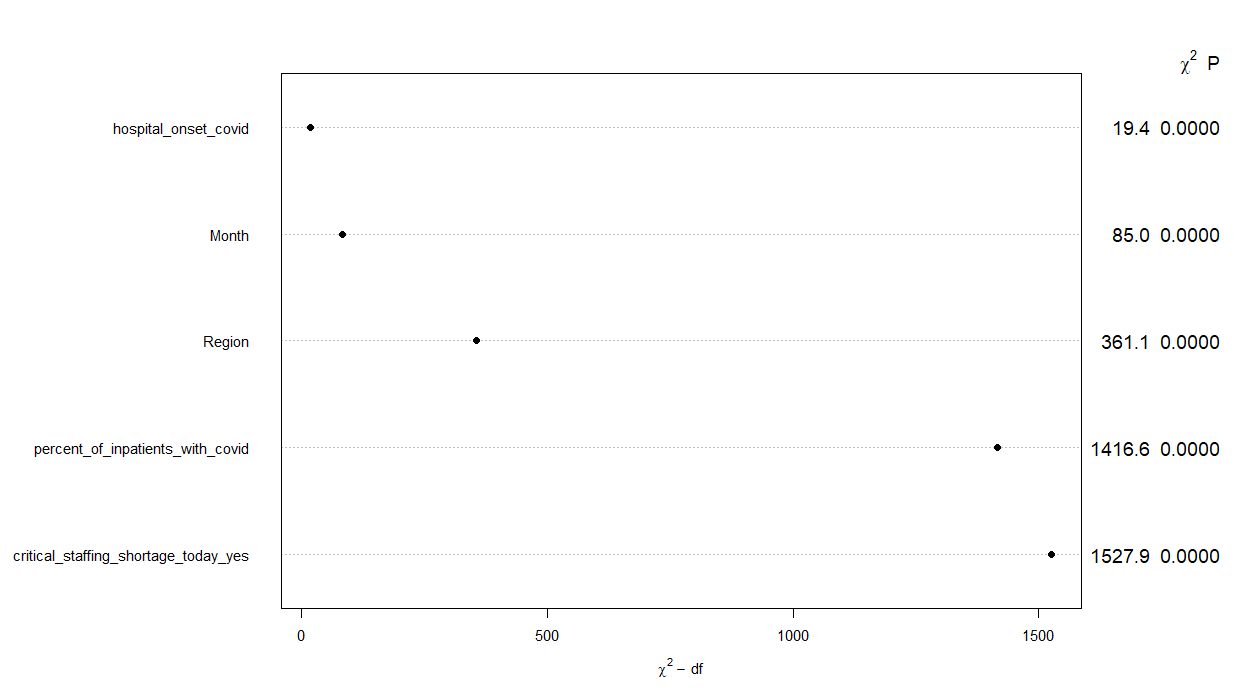 χ² P
hospital_onset_covid 19.4 0.0000
Month 85.0 0.0000
Region 361.1 0.0000
percent_of_inpatients_with_covid 1416.6 0.0000
critical_staffing_shortage_today_yes 1527.9 0.0000
0 500 1000 1500
χ² − df